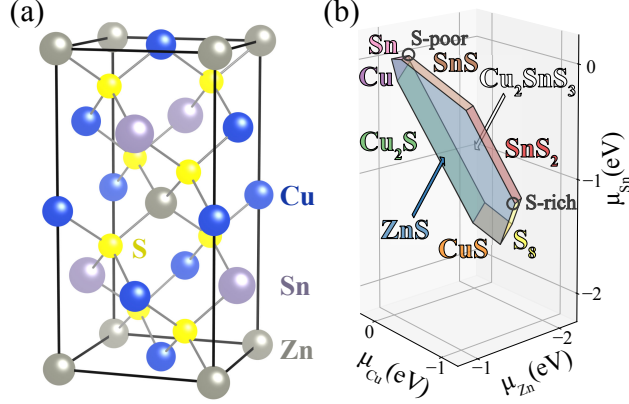 (a)
Cu
S
Sn
Zn
(b)
Sn
S-poor
SnS
Cu
Cu₂SnS₃
Cu₂S
SnS₂
S-rich
ZnS
CuS
S₈
0
−1
−2
μSn(eV)
0
−1
μCu(eV)
−1
−2
μZn(eV)